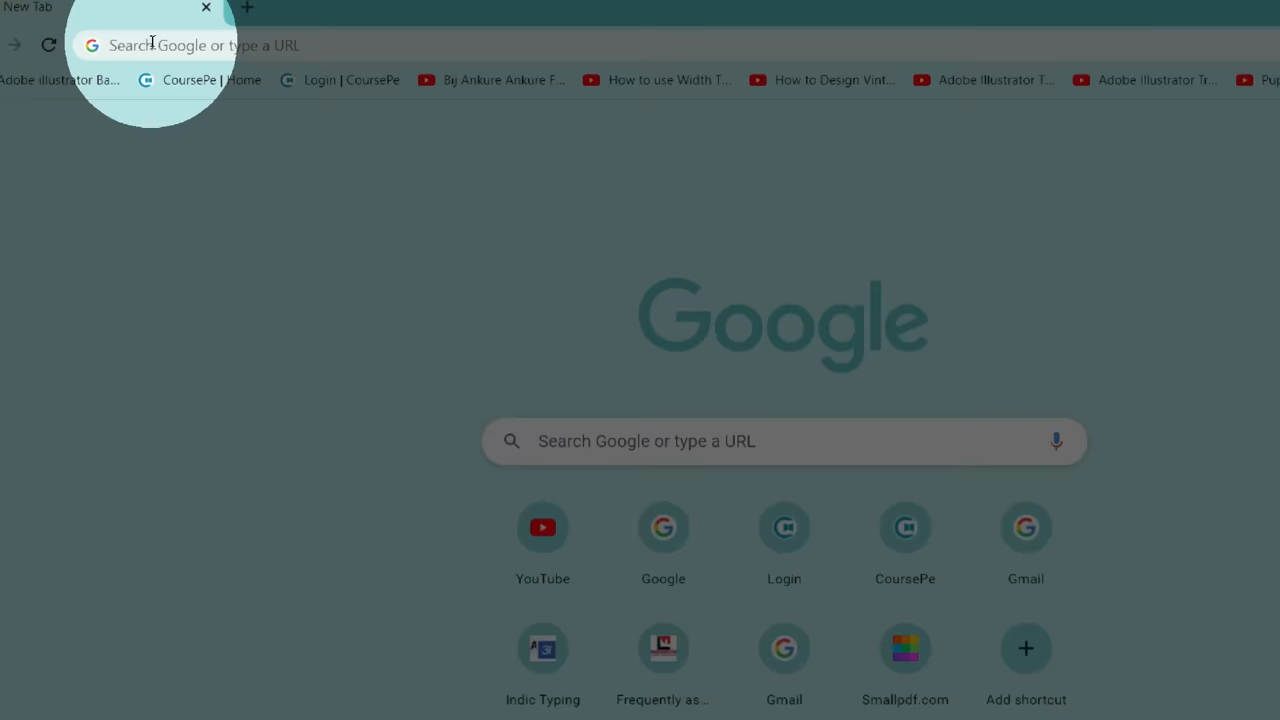 New Tab
Search Google or type a URL
Adobe illustrator Ba... CoursePe | Home Login | CoursePe Bij Ankure Ankure F... How to use Width T... How to Design Vint... Adobe Illustrator T... Adobe Illustrator Tr... Pup
Google
Search Google or type a URL
YouTube Google Login CoursePe Gmail
Indic Typing Frequently as... Gmail Smallpdf.com Add shortcut